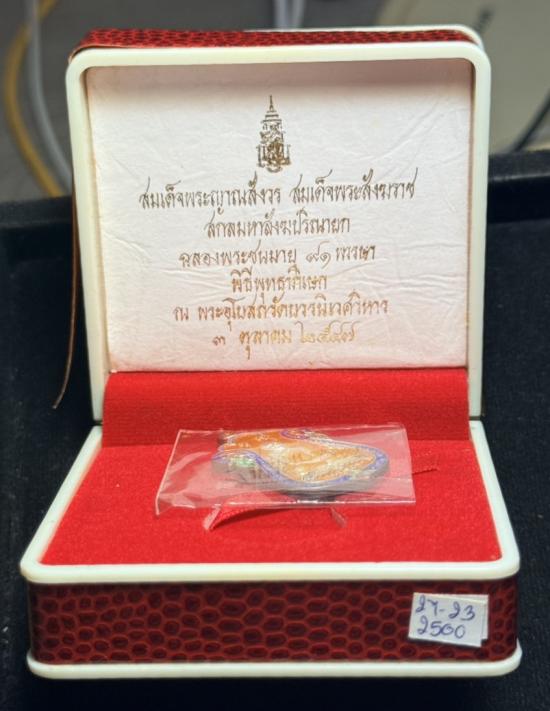 สมเด็จพระญาณสังวร สมเด็จพระสังฆราช
สกลมหาสังฆปริณายก
ฉลองพระชนมายุ ๙๑ พรรษา
พิธีพุทธาภิเษก
ณ พระอุโบสถวัดบวรนิเวศวิหาร
๓ ตุลาคม ๒๕๔๗
27-23
2500